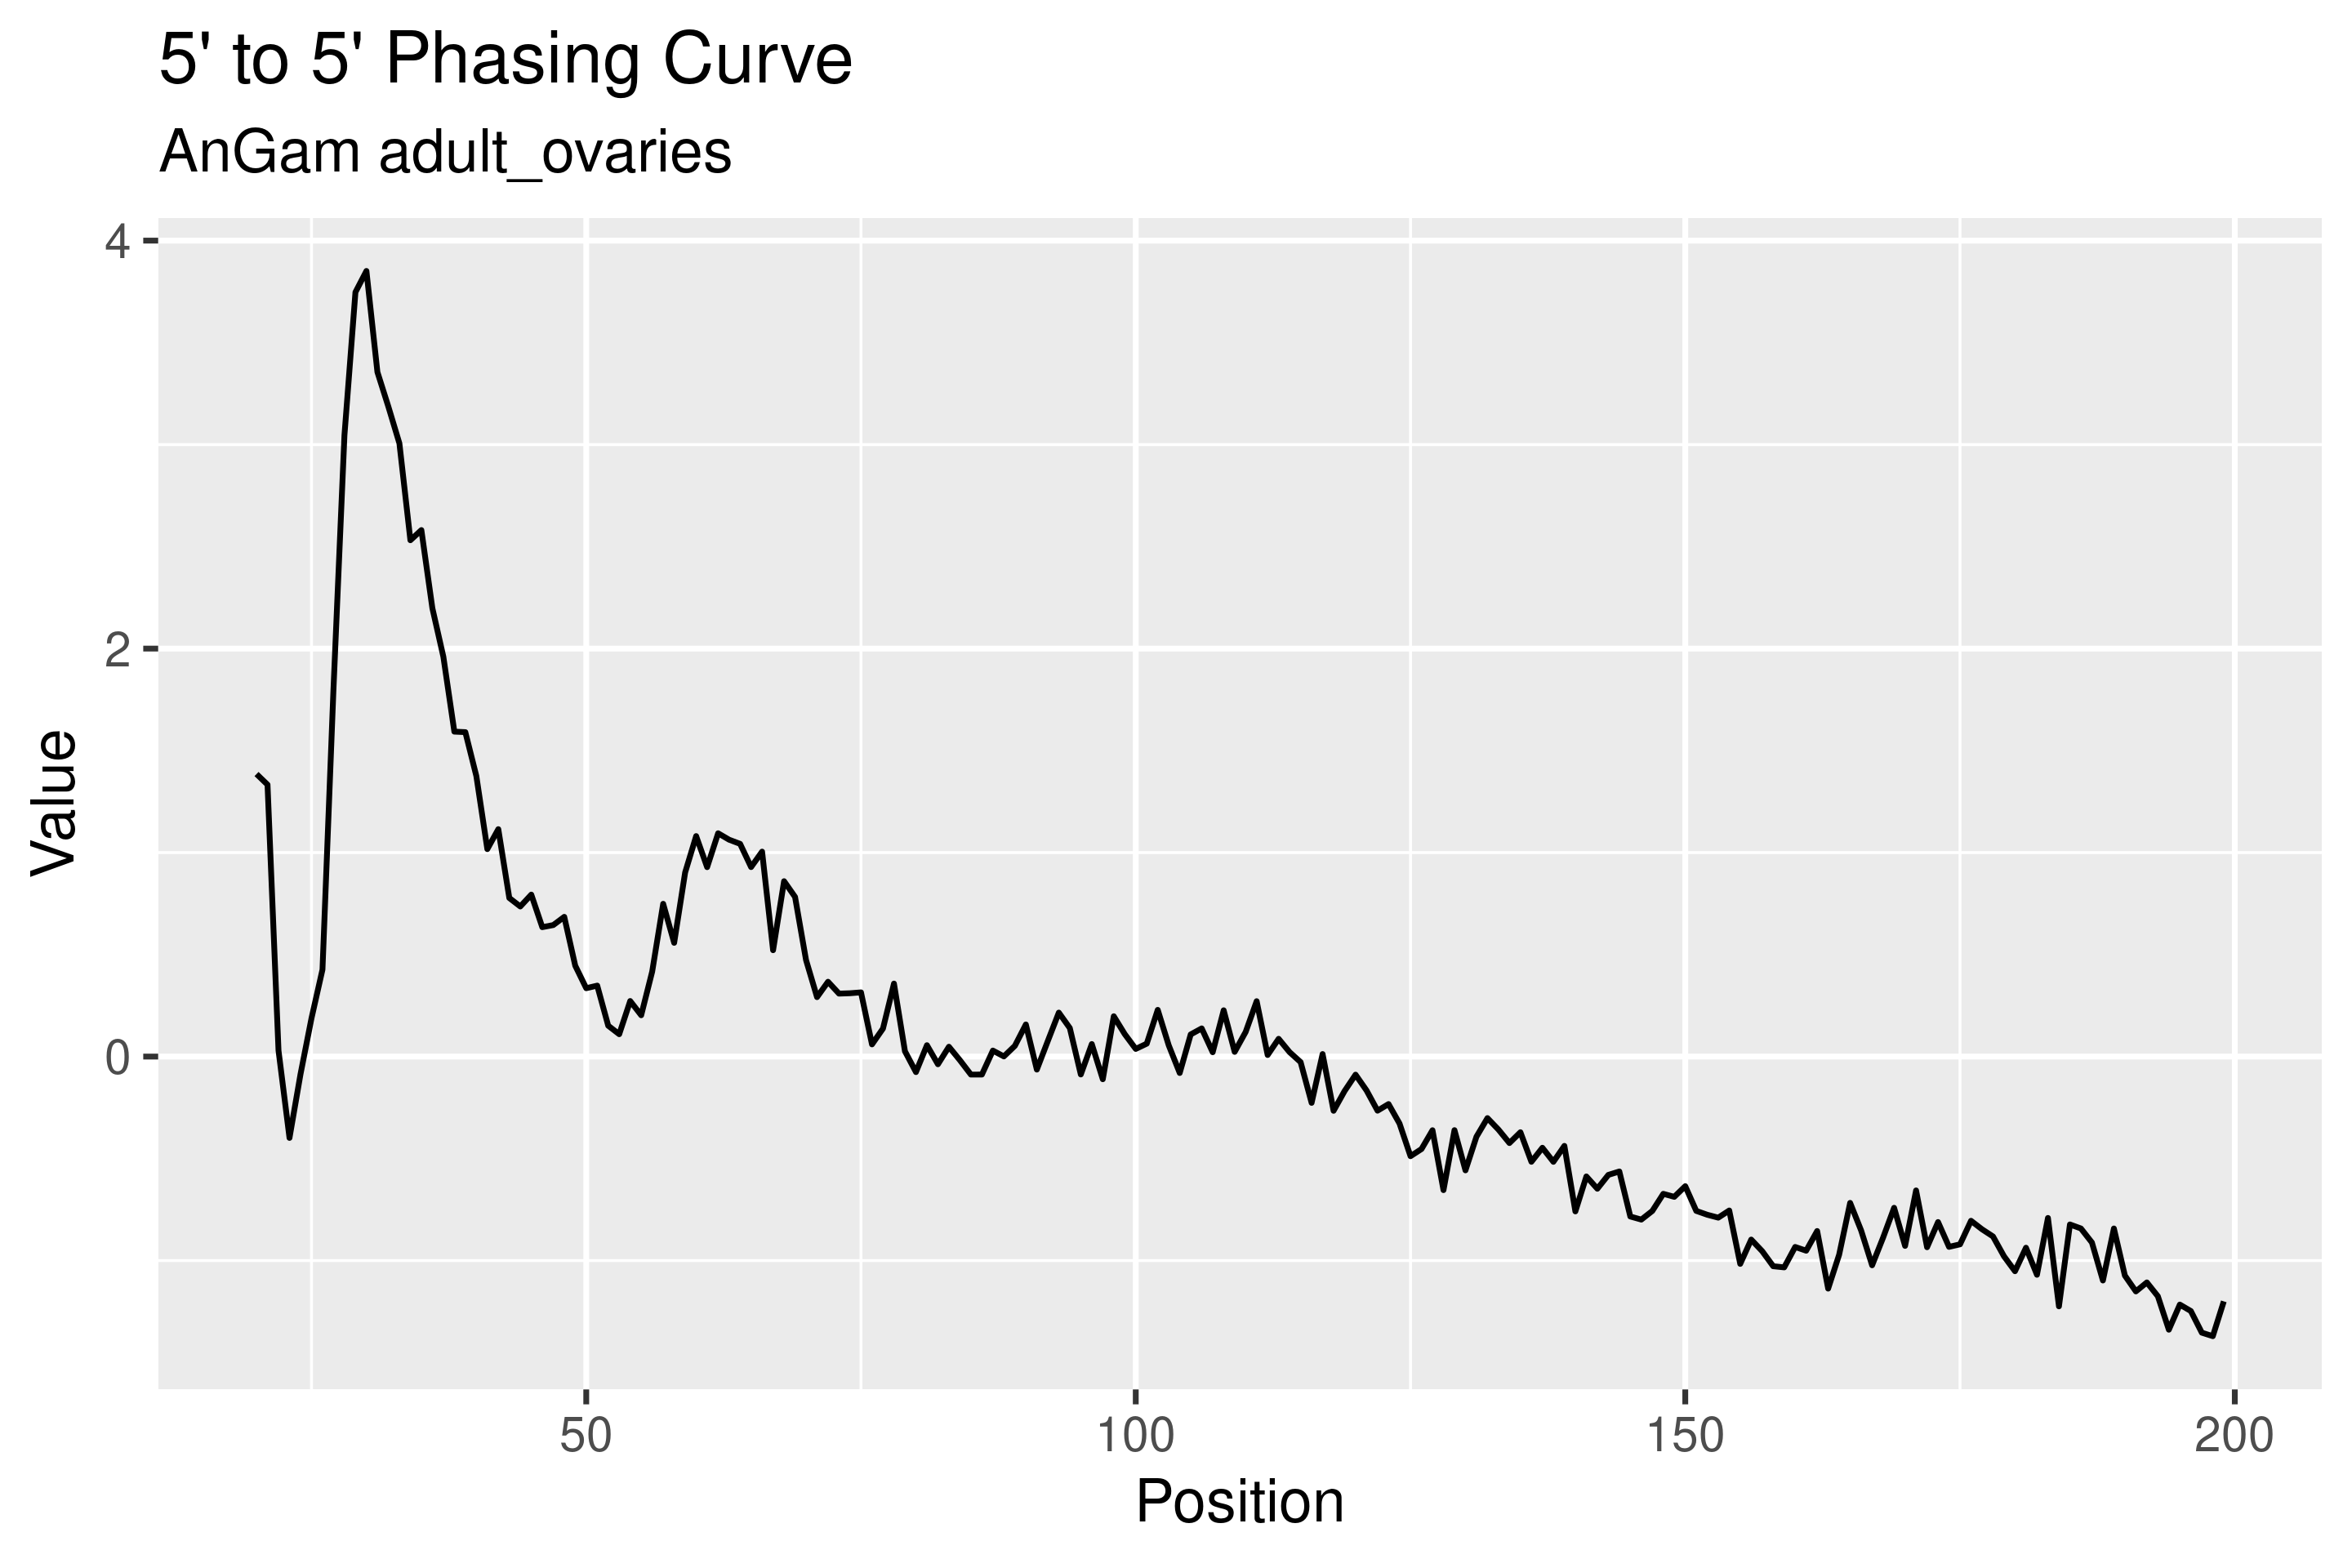 5' to 5' Phasing Curve
AnGam adult_ovaries
Value
4
2
0
50 100 150 200
Position